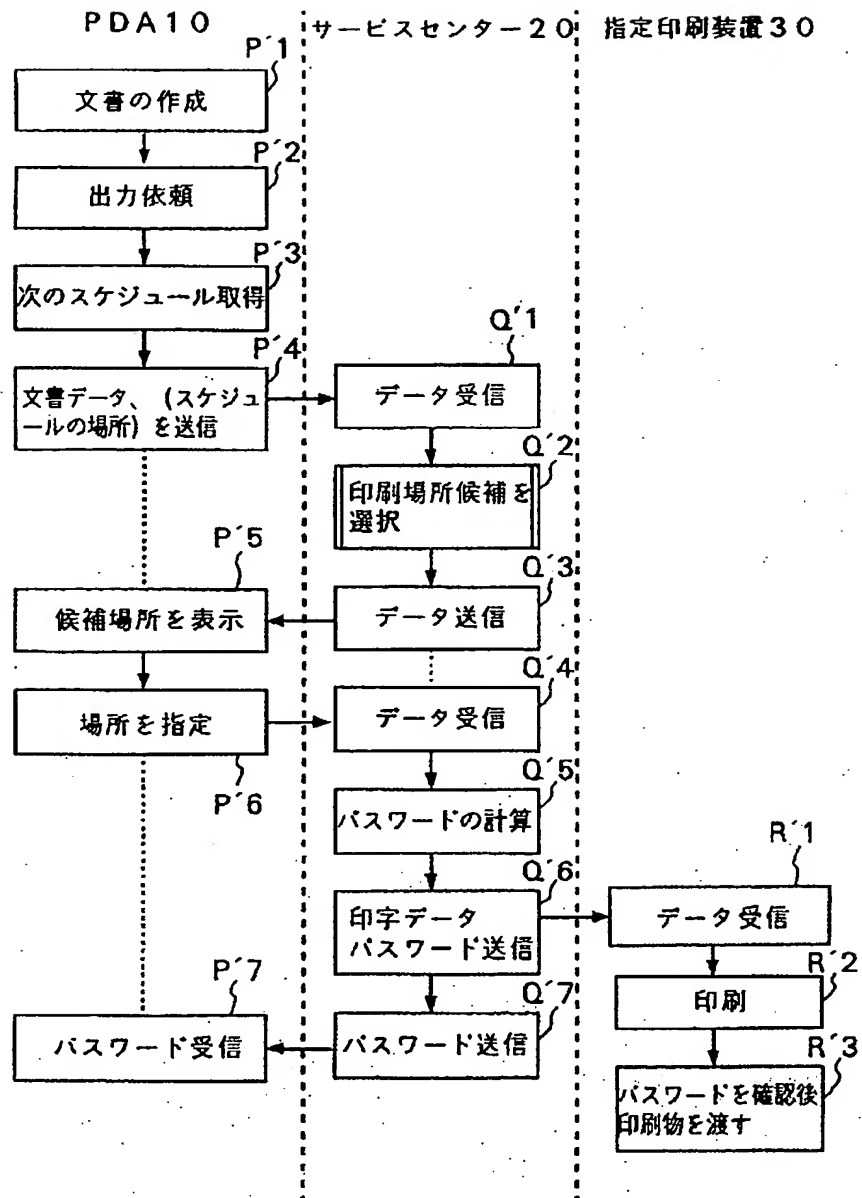 PDA10
サービスセンター20
指定印刷装置30
P´1
文書の作成
P´2
出力依頼
P´3
次のスケジュール取得
P´4
文書データ、(スケジュ
ールの場所)を送信
Q´1
データ受信
Q´2
印刷場所候補を
選択
P´5
候補場所を表示
Q´3
データ送信
Q´4
場所を指定
データ受信
P´6
Q´5
パスワードの計算
Q´6
印字データ
パスワード送信
R´1
データ受信
P´7
パスワード受信
Q´7
パスワード送信
R´2
印刷
R´3
パスワードを確認後
印刷物を渡す